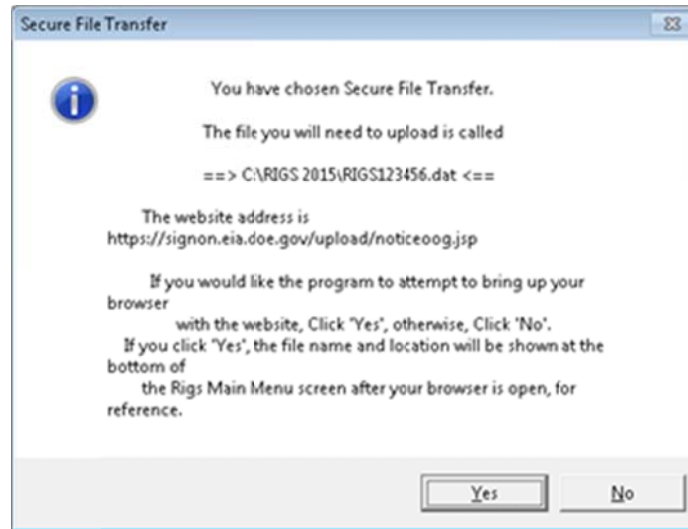 Secure File Transfer
You have chosen Secure File Transfer.
The file you will need to upload is called
==> C:\RIGS 2015\RIGS123456.dat <==
The website address is
https://signon.eia.doe.gov/upload/noticeoog.jsp
If you would like the program to attempt to bring up your
browser
with the website, Click "Yes", otherwise, Click "No".
If you click "Yes", the file name and location will be shown at the
bottom of
the Rigs Main Menu screen after your browser is open, for
reference.
Yes
No